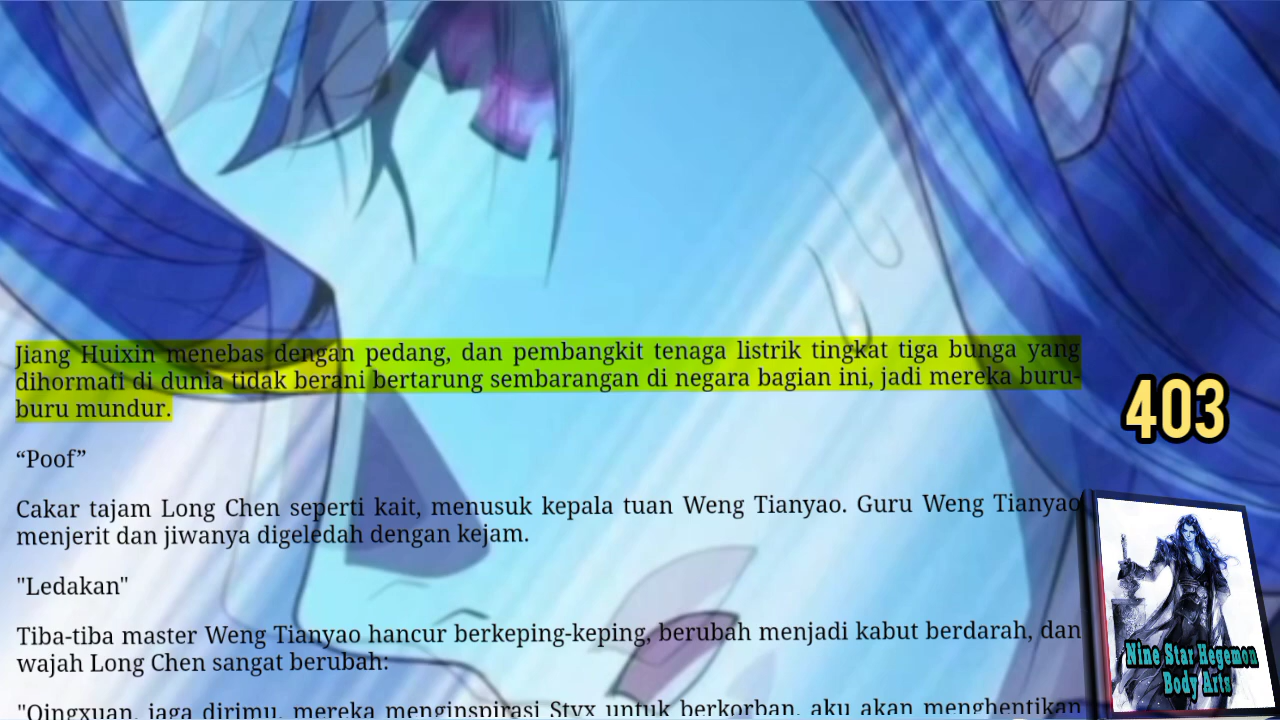 Jiang Huixin menebas dengan pedang, dan pembangkit tenaga listrik tingkat tiga bunga yang
dihormati di dunia tidak berani bertarung sembarangan di negara bagian ini, jadi mereka buru-
buru mundur.
“Poof”
Cakar tajam Long Chen seperti kait, menusuk kepala tuan Weng Tianyao. Guru Weng Tianyao
menjerit dan jiwanya digeledah dengan kejam.
"Ledakan"
Tiba-tiba master Weng Tianyao hancur berkeping-keping, berubah menjadi kabut berdarah, dan
wajah Long Chen sangat berubah:
"Qingxuan, jaga dirimu, mereka menginspirasi Styx untuk berkorban, aku akan menghentikan
403
Nine Star Hegemon
Body Arts